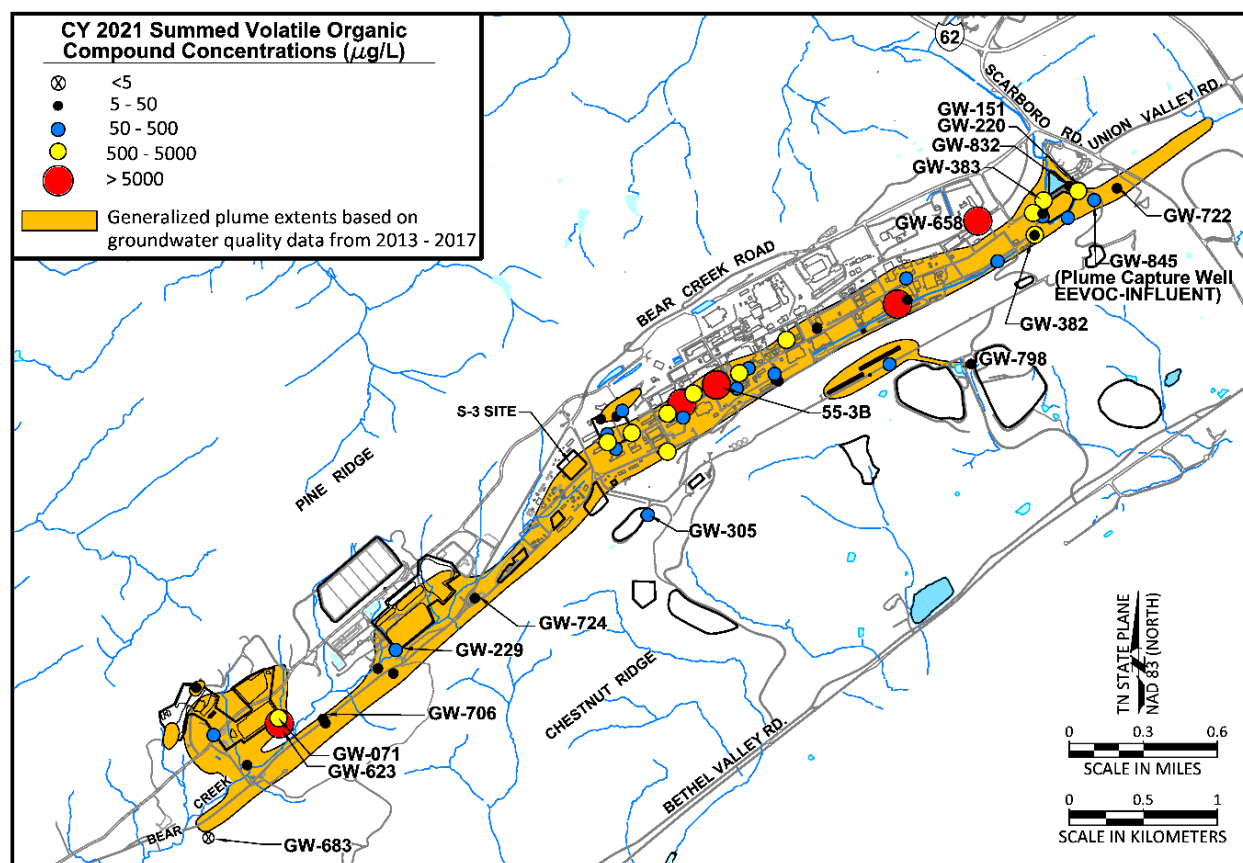 CY 2021 Summed Volatile Organic
Compound Concentrations (µg/L)
<5
5 - 50
50 - 500
500 - 5000
> 5000
Generalized plume extents based on
groundwater quality data from 2013 - 2017
62
SCARBORO RD.
UNION VALLEY RD.
GW-151
GW-220
GW-832
GW-383
GW-658
GW-722
GW-845
(Plume Capture Well
EEVOC-INFLUENT)
GW-382
BEAR CREEK ROAD
GW-798
55-3B
S-3 SITE
PINE RIDGE
GW-305
GW-724
GW-229
CHESTNUT RIDGE
GW-706
GW-071
GW-623
BEAR CREEK
GW-683
BETHEL VALLEY RD.
TN STATE PLANE
NAD 83 (NORTH)
0 0.3 0.6
SCALE IN MILES
0 0.5 1
SCALE IN KILOMETERS